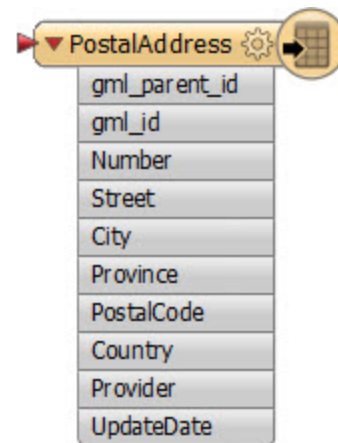 PostalAddress
gml_parent_id
gml_id
Number
Street
City
Province
PostalCode
Country
Provider
UpdateDate